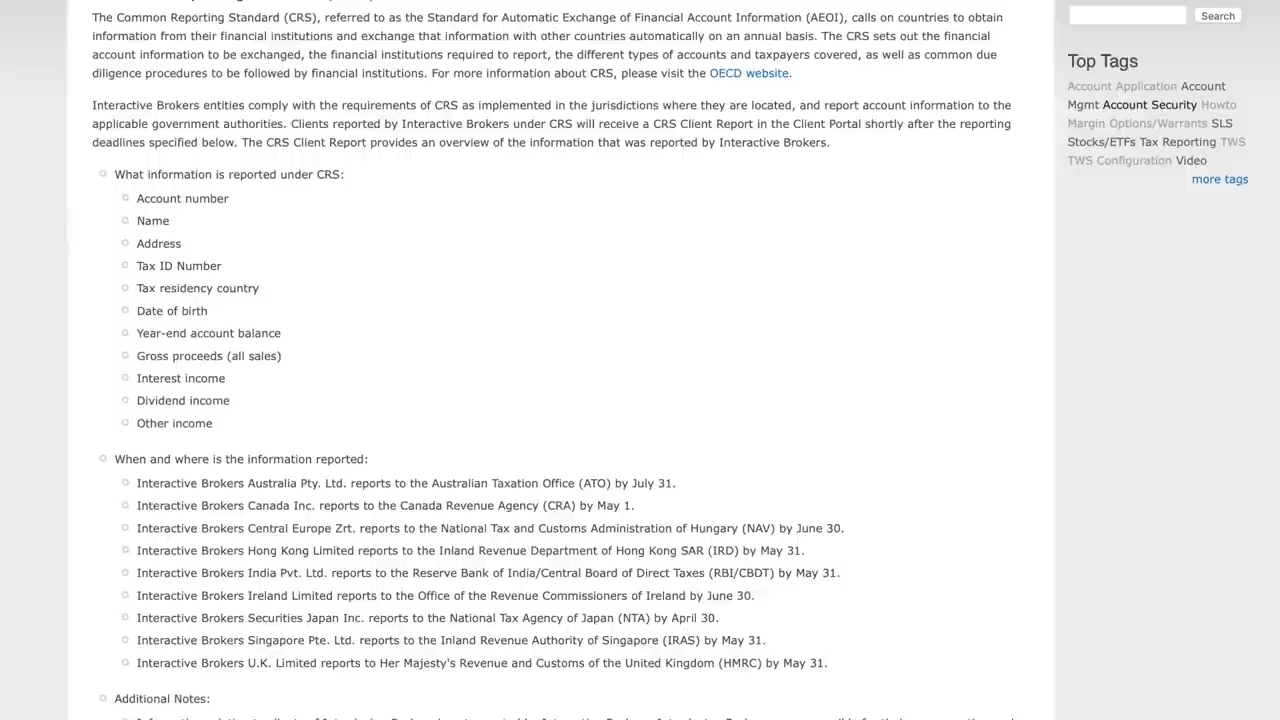 The Common Reporting Standard (CRS), referred to as the Standard for Automatic Exchange of Financial Account Information (AEOI), calls on countries to obtain
information from their financial institutions and exchange that information with other countries automatically on an annual basis. The CRS sets out the financial
account information to be exchanged, the financial institutions required to report, the different types of accounts and taxpayers covered, as well as common due
diligence procedures to be followed by financial institutions. For more information about CRS, please visit the OECD website.
Interactive Brokers entities comply with the requirements of CRS as implemented in the jurisdictions where they are located, and report account information to the
applicable government authorities. Clients reported by Interactive Brokers under CRS will receive a CRS Client Report in the Client Portal shortly after the reporting
deadlines specified below. The CRS Client Report provides an overview of the information that was reported by Interactive Brokers.
What information is reported under CRS:
Account number
Name
Address
Tax ID Number
Tax residency country
Date of birth
Year-end account balance
Gross proceeds (all sales)
Interest income
Dividend income
Other income
When and where is the information reported:
Interactive Brokers Australia Pty. Ltd. reports to the Australian Taxation Office (ATO) by July 31.
Interactive Brokers Canada Inc. reports to the Canada Revenue Agency (CRA) by May 1.
Interactive Brokers Central Europe Zrt. reports to the National Tax and Customs Administration of Hungary (NAV) by June 30.
Interactive Brokers Hong Kong Limited reports to the Inland Revenue Department of Hong Kong SAR (IRD) by May 31.
Interactive Brokers India Pvt. Ltd. reports to the Reserve Bank of India/Central Board of Direct Taxes (RBI/CBDT) by May 31.
Interactive Brokers Ireland Limited reports to the Office of the Revenue Commissioners of Ireland by June 30.
Interactive Brokers Securities Japan Inc. reports to the National Tax Agency of Japan (NTA) by April 30.
Interactive Brokers Singapore Pte. Ltd. reports to the Inland Revenue Authority of Singapore (IRAS) by May 31.
Interactive Brokers U.K. Limited reports to Her Majesty's Revenue and Customs of the United Kingdom (HMRC) by May 31.
Additional Notes:
Search
Top Tags
Account Application Account
Mgmt Account Security Howto
Margin Options/Warrants SLS
Stocks/ETFs Tax Reporting TWS
TWS Configuration Video
more tags